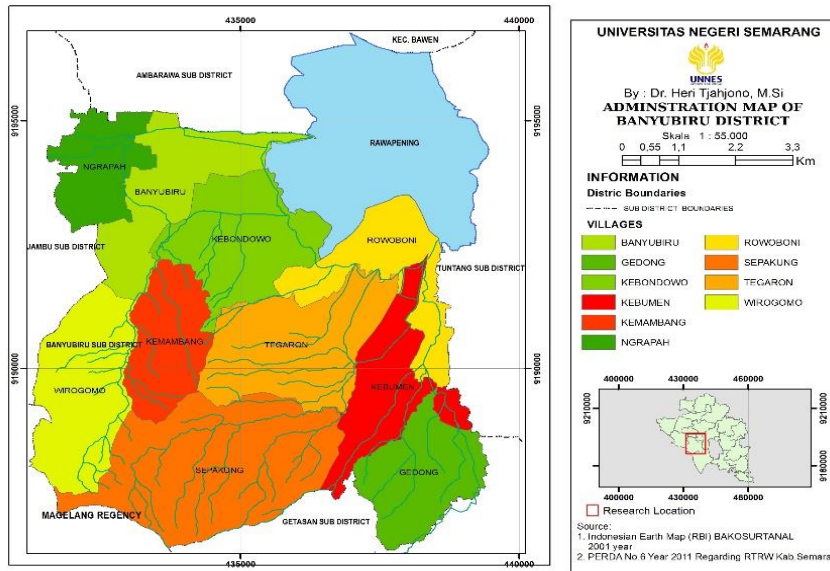 435000 440000
KEC. BAWEN
AMBARAWA SUB DISTRICT
9195000 9195000
RAWAPENING
NGRAPAH
BANYUBIRU
KEBONDOWO
ROWOBONI
JAMBU SUB DISTRICT
TUNTANG SUB DISTRICT
BANYUBIRU SUB DISTRICT
KEMAMBANG
TEGARON
9190000 9190000
WIROGOMO
KEBUMEN
SEPAKUNG
GEDONG
MAGELANG REGENCY
GETASAN SUB DISTRICT
435000 440000
UNIVERSITAS NEGERI SEMARANG
UNNES
By : Dr. Heri Tjahjono, M.Si
ADMINSTRATION MAP OF
BANYUBIRU DISTRICT
Skala 1 : 55.000
0 0,55 1,1 2,2 3,3
Km
INFORMATION
Distric Boundaries
SUB DISTRICT BOUNDARIES
VILLAGES
BANYUBIRU ROWOBONI
GEDONG SEPAKUNG
KEBONDOWO TEGARON
KEBUMEN WIROGOMO
KEMAMBANG
NGRAPAH
400000 430000 460000
9210000 9210000
9180000 9180000
400000 430000 460000
Research Location
Source:
1. Indonesian Earth Map (RBI) BAKOSURTANAL
2001 year
2. PERDA No.6 Year 2011 Regarding RTRW Kab.Semara